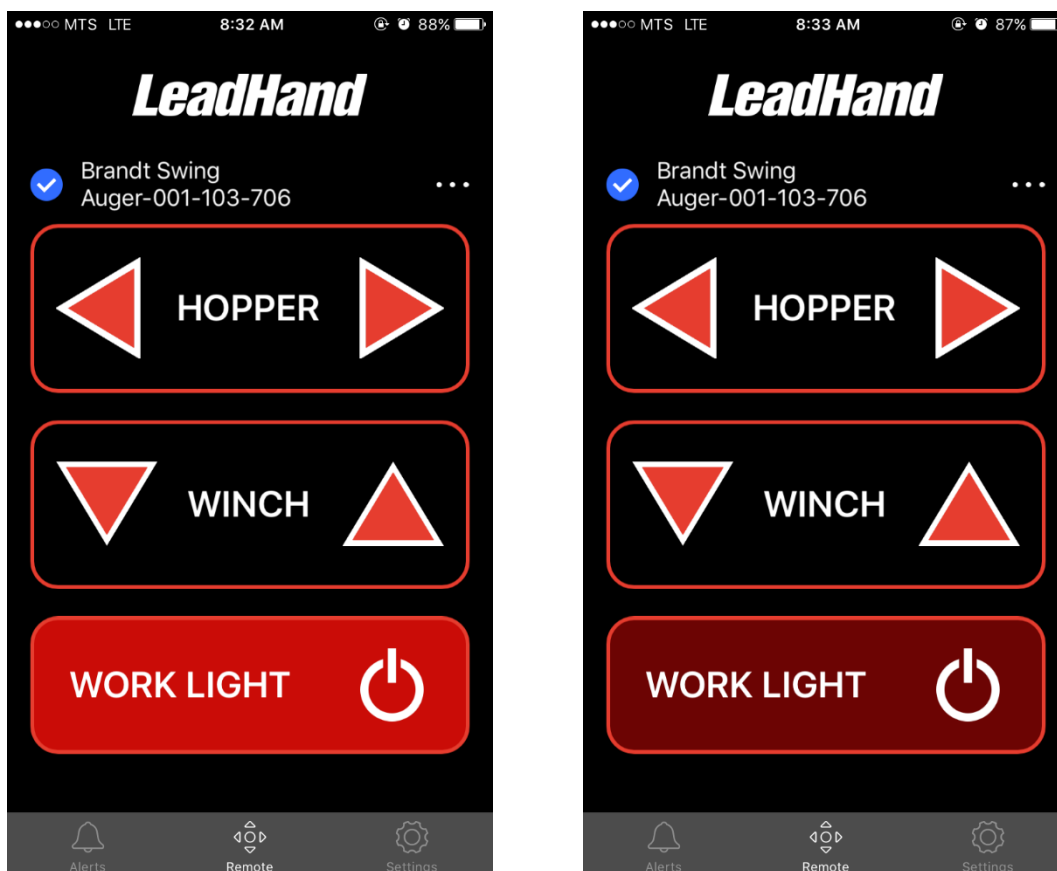 ●●●○○ MTS LTE 8:32 AM 88%
LeadHand
Brandt Swing
Auger-001-103-706
HOPPER
WINCH
WORK LIGHT
Alerts Remote Settings
●●●○○ MTS LTE 8:33 AM 87%
LeadHand
Brandt Swing
Auger-001-103-706
HOPPER
WINCH
WORK LIGHT
Alerts Remote Settings